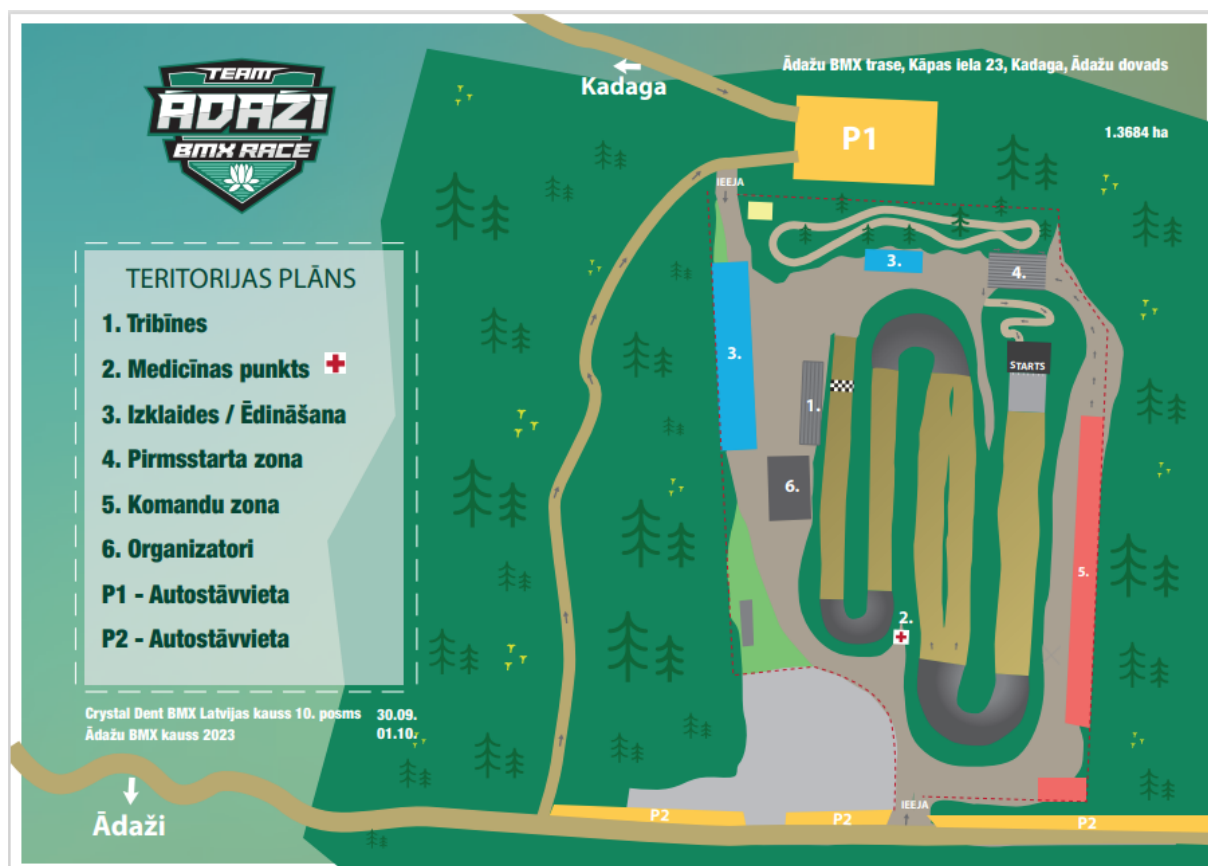 TEAM
ĀDAŽI
BMX RACE
Kadaga
Ādažu BMX trase, Kāpas iela 23, Kadaga, Ādažu dovads
1.3684 ha
P1
IEEJA
3.
4.
STARTS
3.
1.
6.
5.
2.
TERITORIJAS PLĀNS
1. Tribīnes
2. Medicīnas punkts
3. Izklaides / Ēdināšana
4. Pirmsstarta zona
5. Komandu zona
6. Organizatori
P1 - Autostāvvieta
P2 - Autostāvvieta
Crystal Dent BMX Latvijas kauss 10. posms 30.09.
Ādažu BMX kauss 2023 01.10.
Ādaži
P2
P2
IEEJA
P2